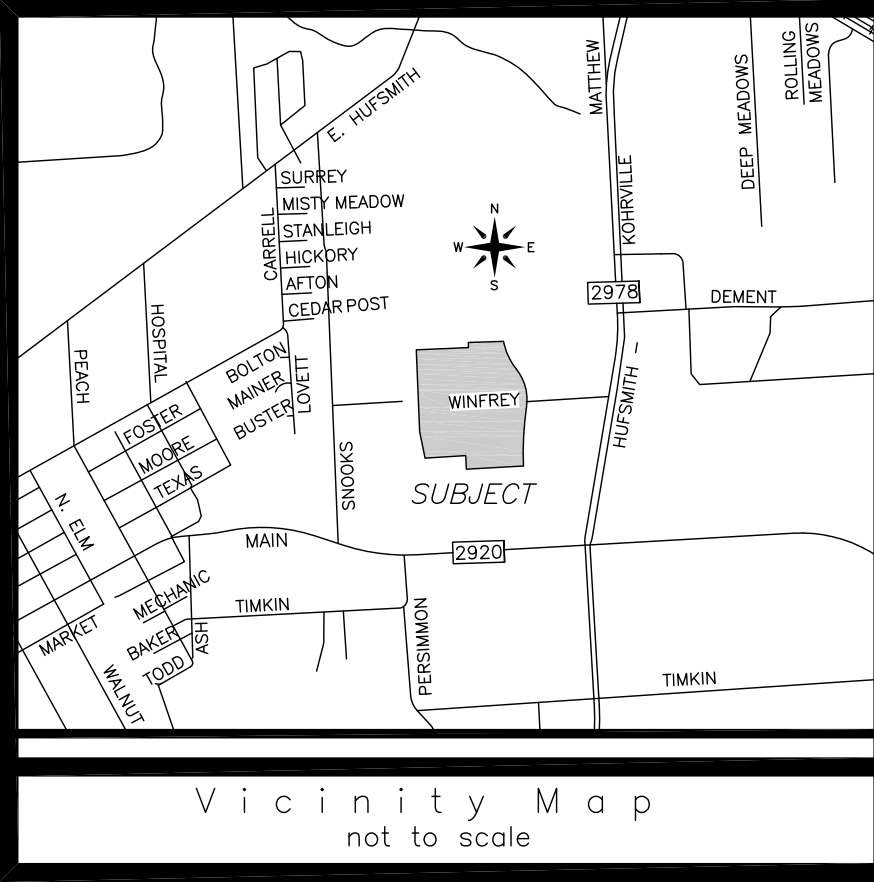 MATTHEW
ROLLING
MEADOWS
DEEP MEADOWS
E. HUFSMITH
KOHRVILLE
SURREY
MISTY MEADOW
STANLEIGH
HICKORY
AFTON
CEDAR POST
CARRELL
N
W
E
S
2978
DEMENT
HOSPITAL
PEACH
BOLTON
MAINER
BUSTER
LOVETT
HUFSMITH -
WINFREY
FOSTER
MOORE
TEXAS
SNOOKS
SUBJECT
N. ELM
MAIN
2920
MECHANIC
TIMKIN
MARKET
BAKER
TODD
ASH
PERSIMMON
WALNUT
TIMKIN
Vicinity Map
not to scale